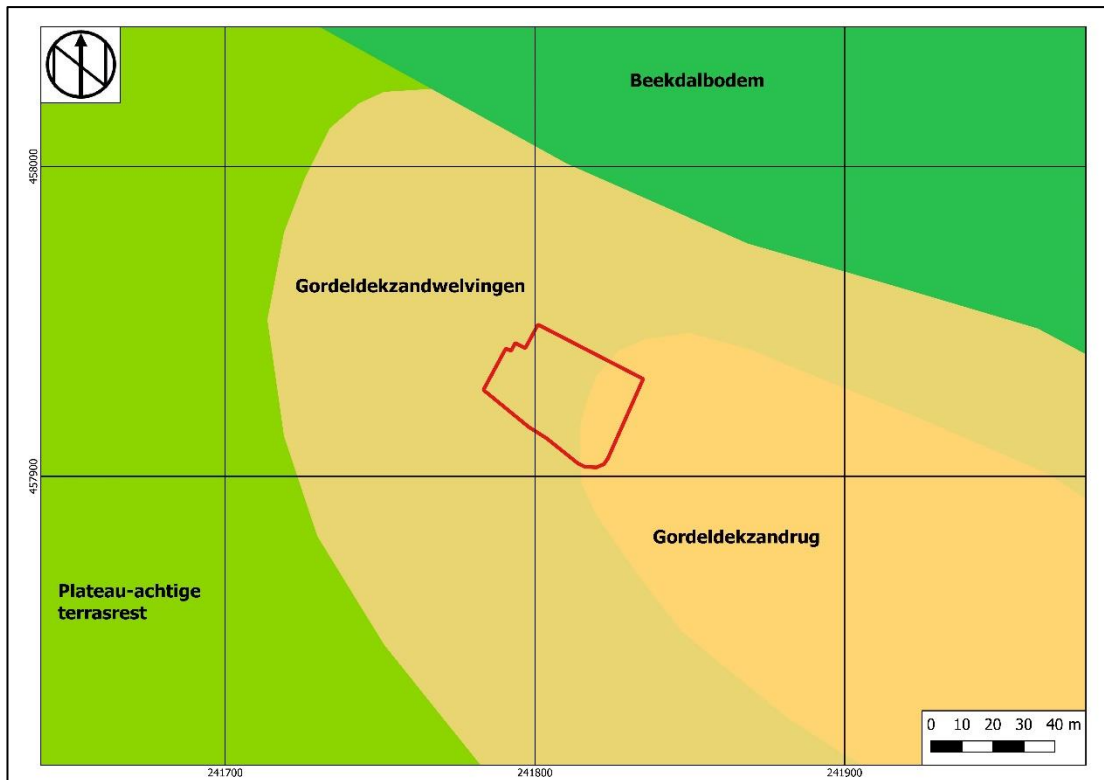 Beekdalbodem
458000
Gordeldekzandwelvingen
457900
Gordeldekzandrug
Plateau-achtige
terrasrest
0 10 20 30 40 m
241700 241800 241900